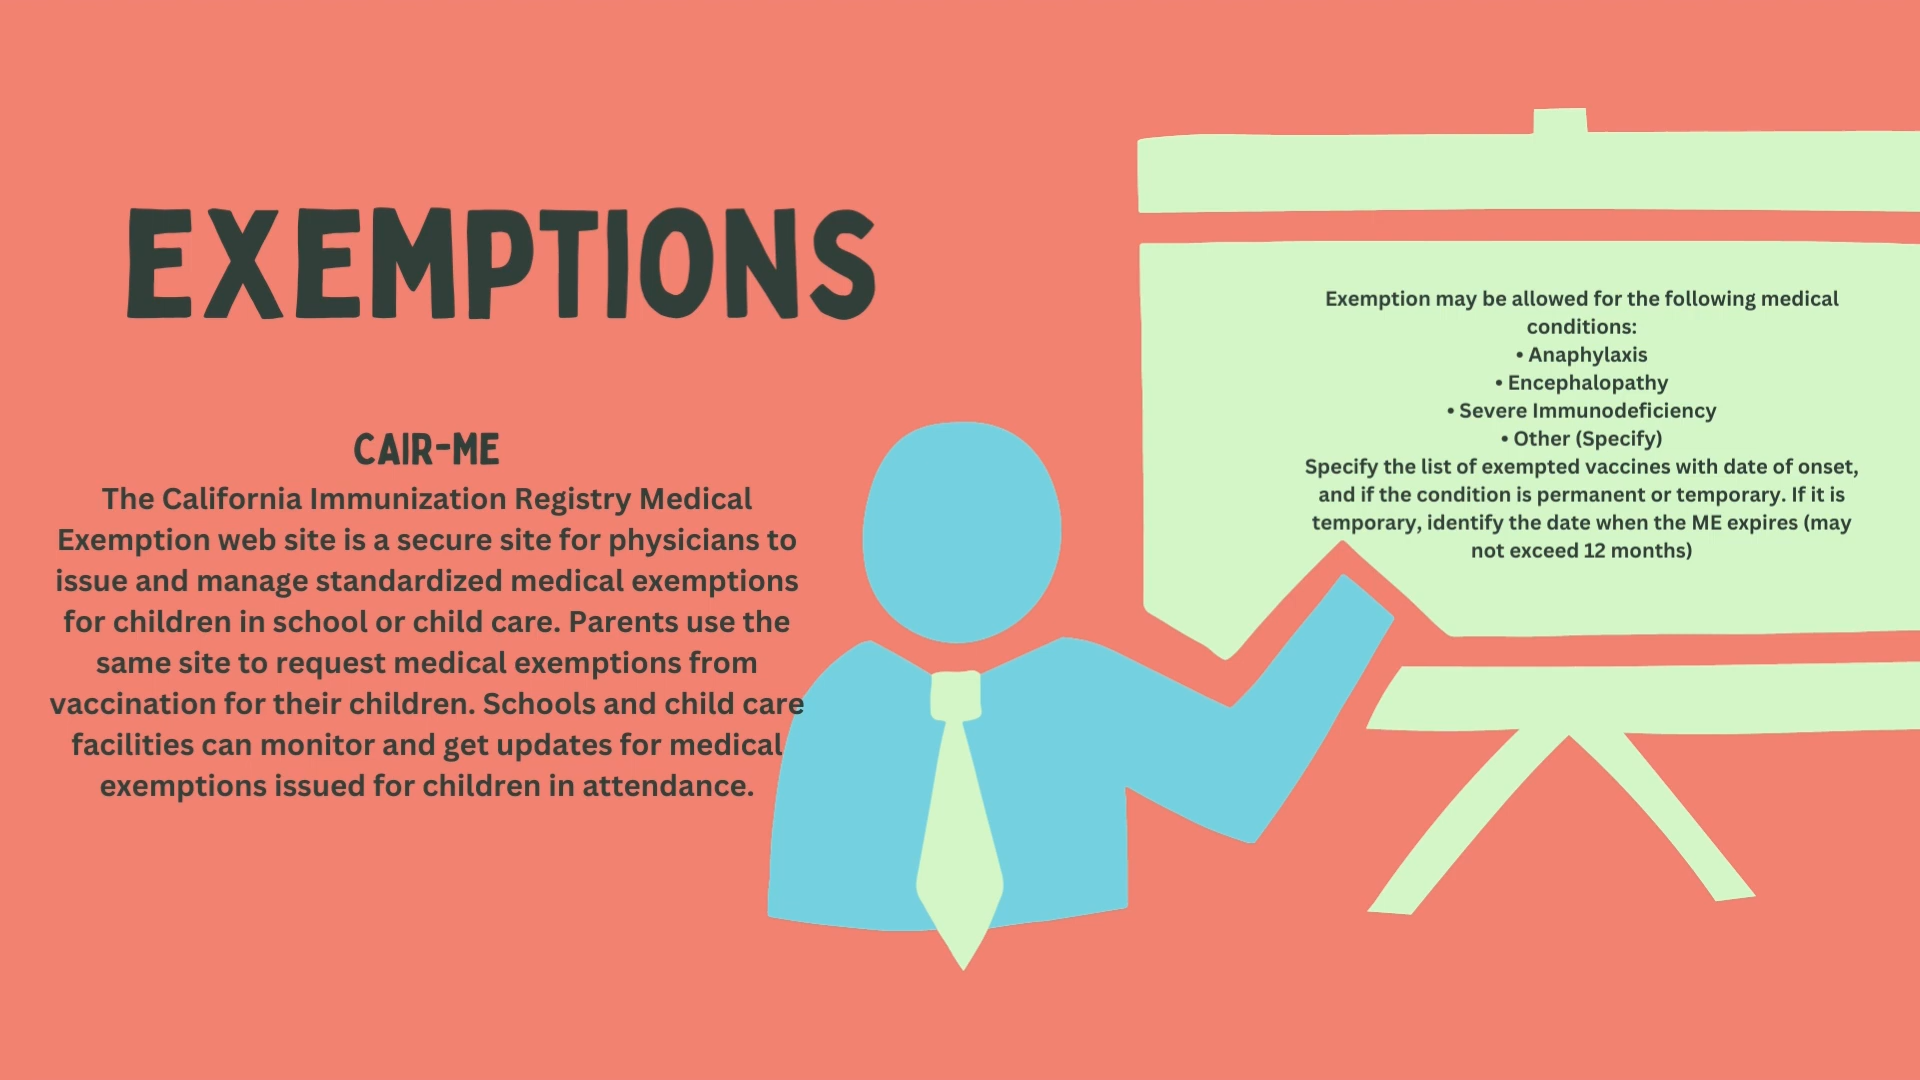 EXEMPTIONS
CAIR-ME
The California Immunization Registry Medical
Exemption web site is a secure site for physicians to
issue and manage standardized medical exemptions
for children in school or child care. Parents use the
same site to request medical exemptions from
vaccination for their children. Schools and child care
facilities can monitor and get updates for medical
exemptions issued for children in attendance.
Exemption may be allowed for the following medical
conditions:
• Anaphylaxis
• Encephalopathy
• Severe Immunodeficiency
• Other (Specify)
Specify the list of exempted vaccines with date of onset,
and if the condition is permanent or temporary. If it is
temporary, identify the date when the ME expires (may
not exceed 12 months)